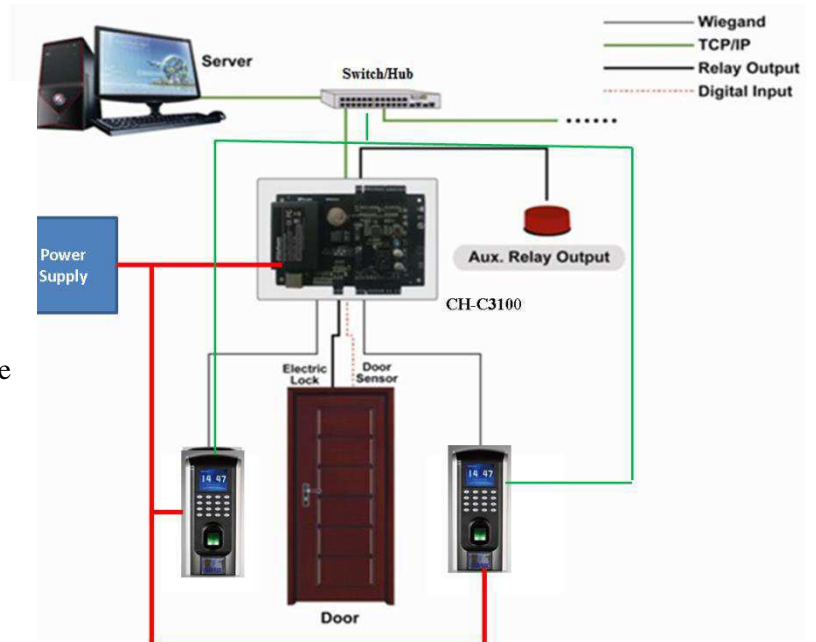 Wiegand
TCP/IP
Relay Output
Digital Input
Server
Switch/Hub
Power
Supply
Aux. Relay Output
CH-C3100
e
Electric
Lock
Door
Sensor
14 47
14 47
Door